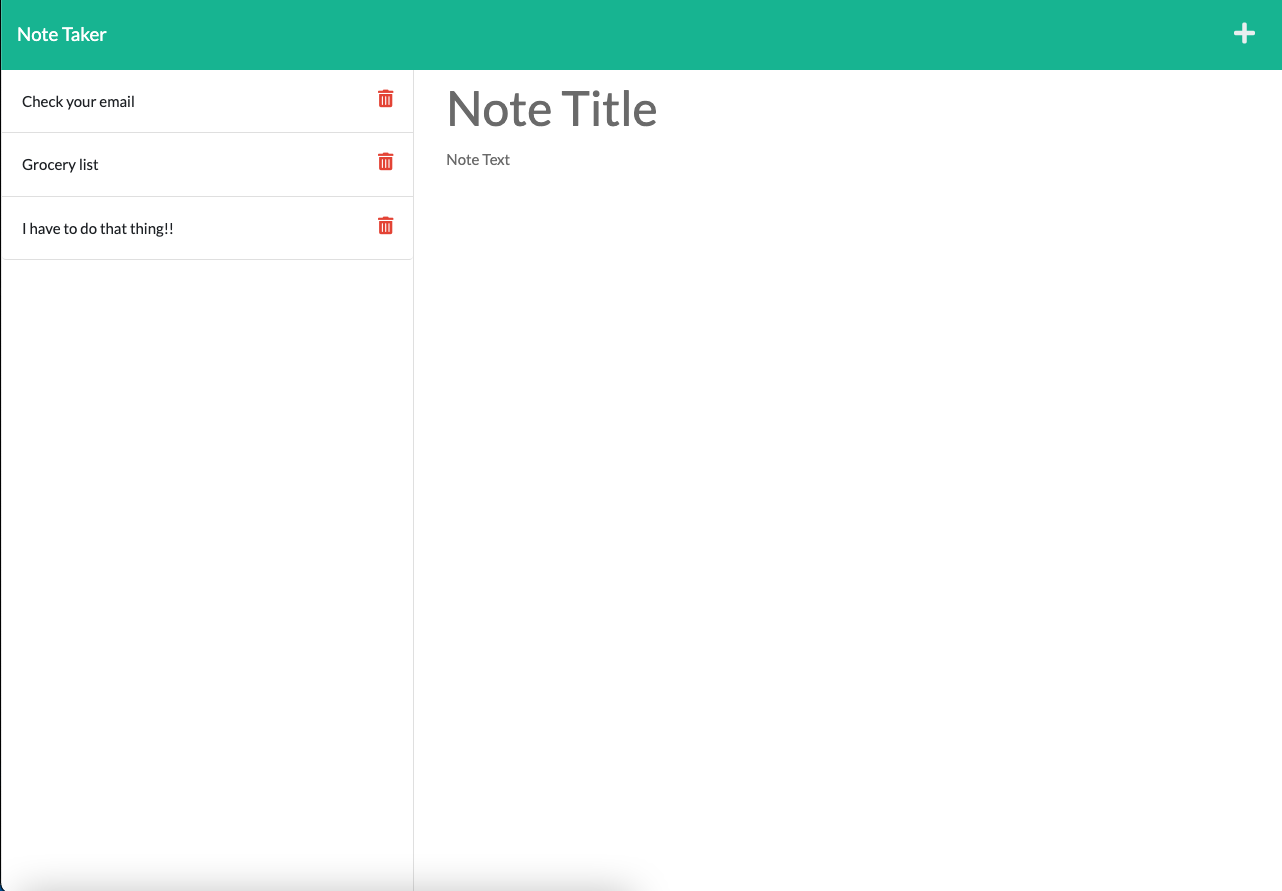 Note Taker
Check your email
Grocery list
I have to do that thing!!
Note Title
Note Text